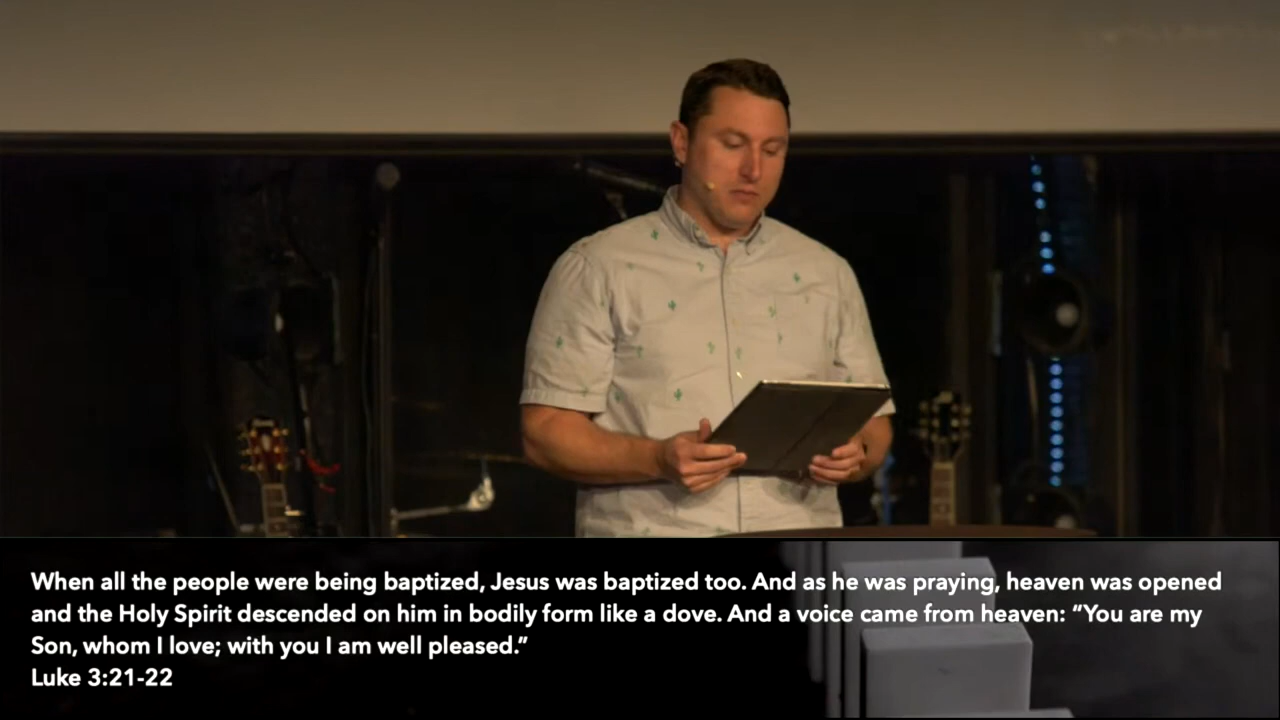 When all the people were being baptized, Jesus was baptized too. And as he was praying, heaven was opened
and the Holy Spirit descended on him in bodily form like a dove. And a voice came from heaven: “You are my
Son, whom I love; with you I am well pleased.”
Luke 3:21-22